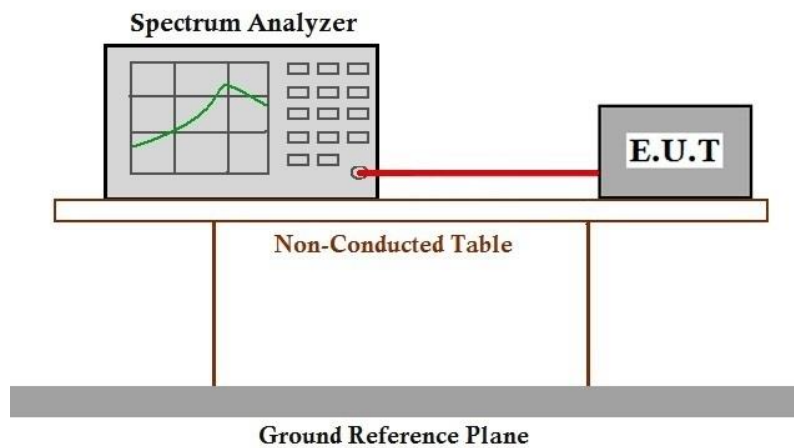 Spectrum Analyzer
E.U.T
Non-Conducted Table
Ground Reference Plane